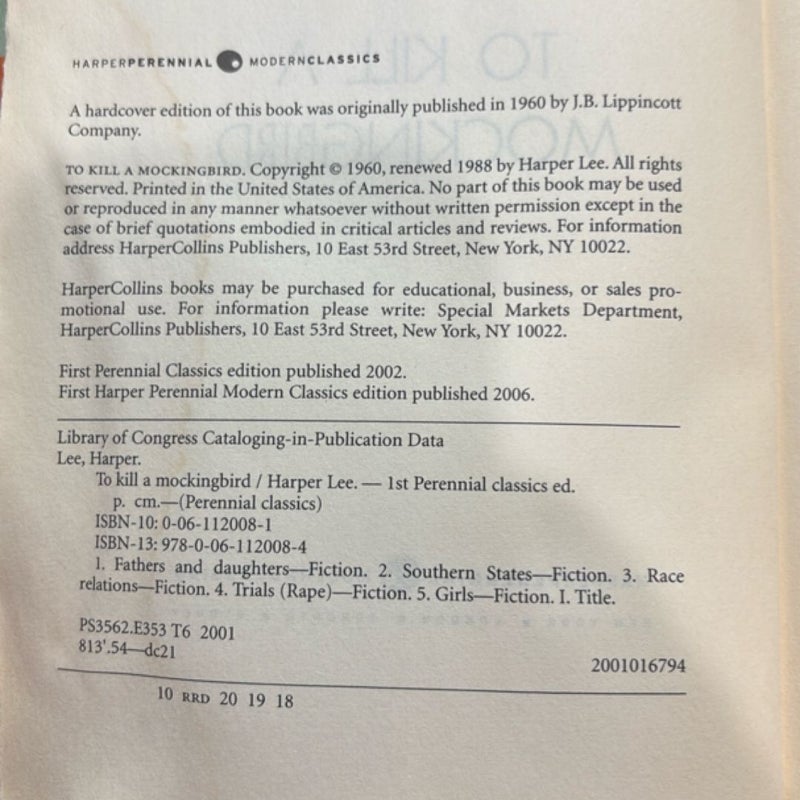 HARPERPERENNIAL MODERNCLASSICS
A hardcover edition of this book was originally published in 1960 by J.B. Lippincott
Company.
TO KILL A MOCKINGBIRD. Copyright © 1960, renewed 1988 by Harper Lee. All rights
reserved. Printed in the United States of America. No part of this book may be used
or reproduced in any manner whatsoever without written permission except in the
case of brief quotations embodied in critical articles and reviews. For information
address HarperCollins Publishers, 10 East 53rd Street, New York, NY 10022.
HarperCollins books may be purchased for educational, business, or sales pro-
motional use. For information please write: Special Markets Department,
HarperCollins Publishers, 10 East 53rd Street, New York, NY 10022.
First Perennial Classics edition published 2002.
First Harper Perennial Modern Classics edition published 2006.
Library of Congress Cataloging-in-Publication Data
Lee, Harper.
To kill a mockingbird / Harper Lee. — 1st Perennial classics ed.
p. cm.—(Perennial classics)
ISBN-10: 0-06-112008-1
ISBN-13: 978-0-06-112008-4
1. Fathers and daughters—Fiction. 2. Southern States—Fiction. 3. Race
relations—Fiction. 4. Trials (Rape)—Fiction. 5. Girls—Fiction. I. Title.
PS3562.E353 T6 2001
813'.54—dc21
2001016794
10 RRD 20 19 18